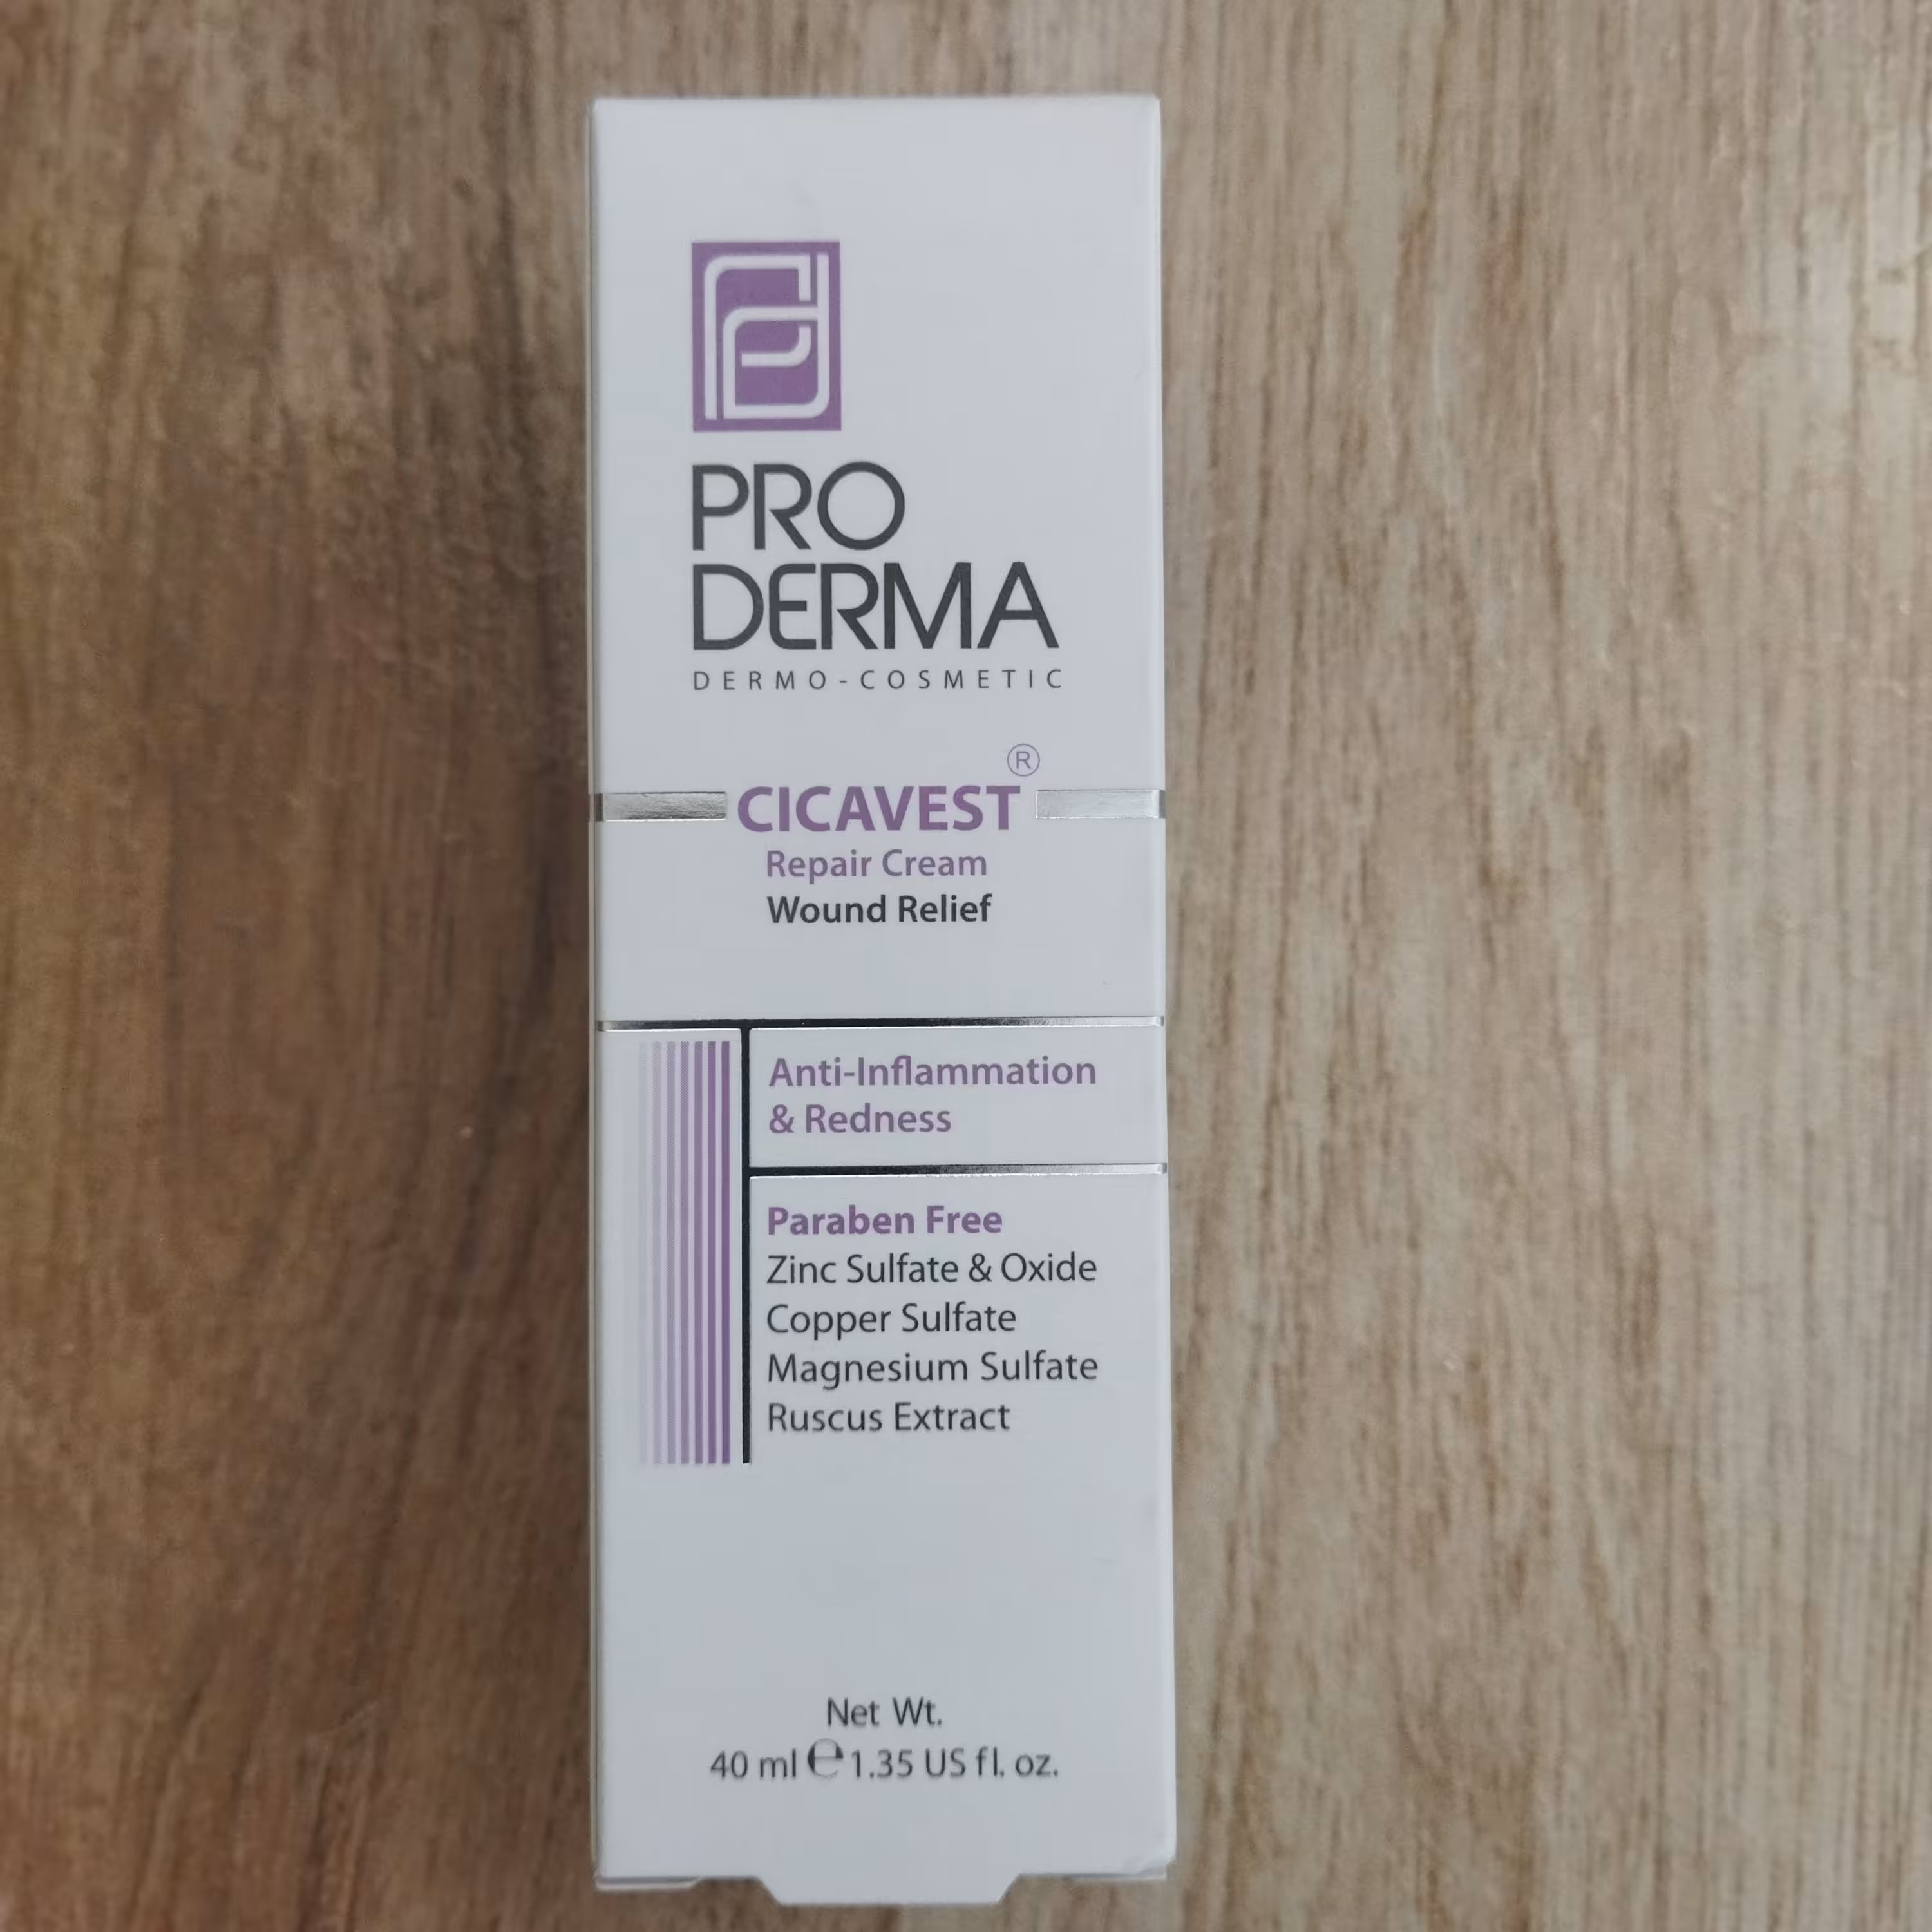 PRO
DERMA
DERMO-COSMETIC
CICAVEST®
Repair Cream
Wound Relief
Anti-Inflammation
& Redness
Paraben Free
Zinc Sulfate & Oxide
Copper Sulfate
Magnesium Sulfate
Ruscus Extract
Net Wt.
40 ml ℮ 1.35 US fl. oz.